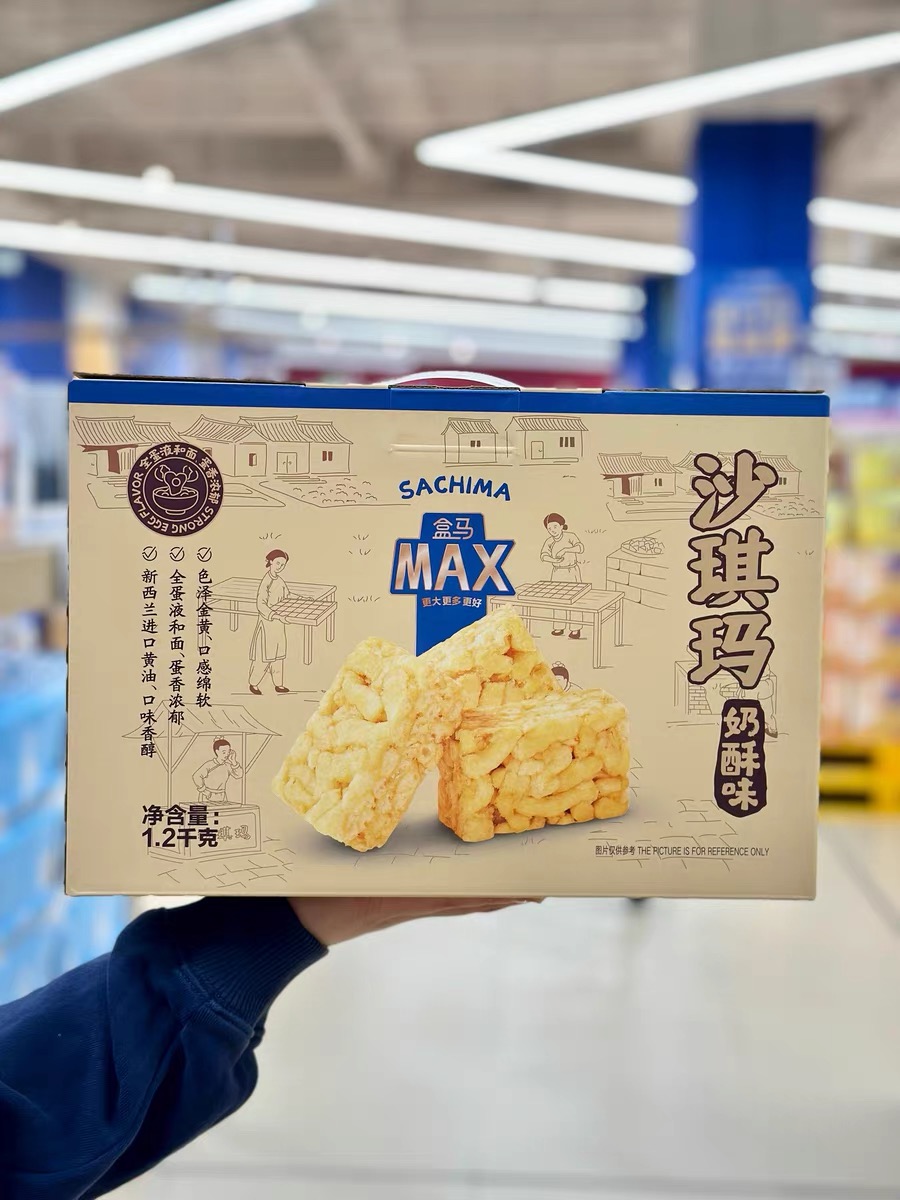 SACHIMA
盒马
MAX
更大更多更好
沙琪玛
奶酥味
全蛋液和面 蛋香浓郁
STRONG EGG FLAVOR
色泽金黄、口感绵软
全蛋液和面、蛋香浓郁
新西兰进口黄油、口味香醇
净含量：
1.2千克
琪玛
图片仅供参考 THE PICTURE IS FOR REFERENCE ONLY